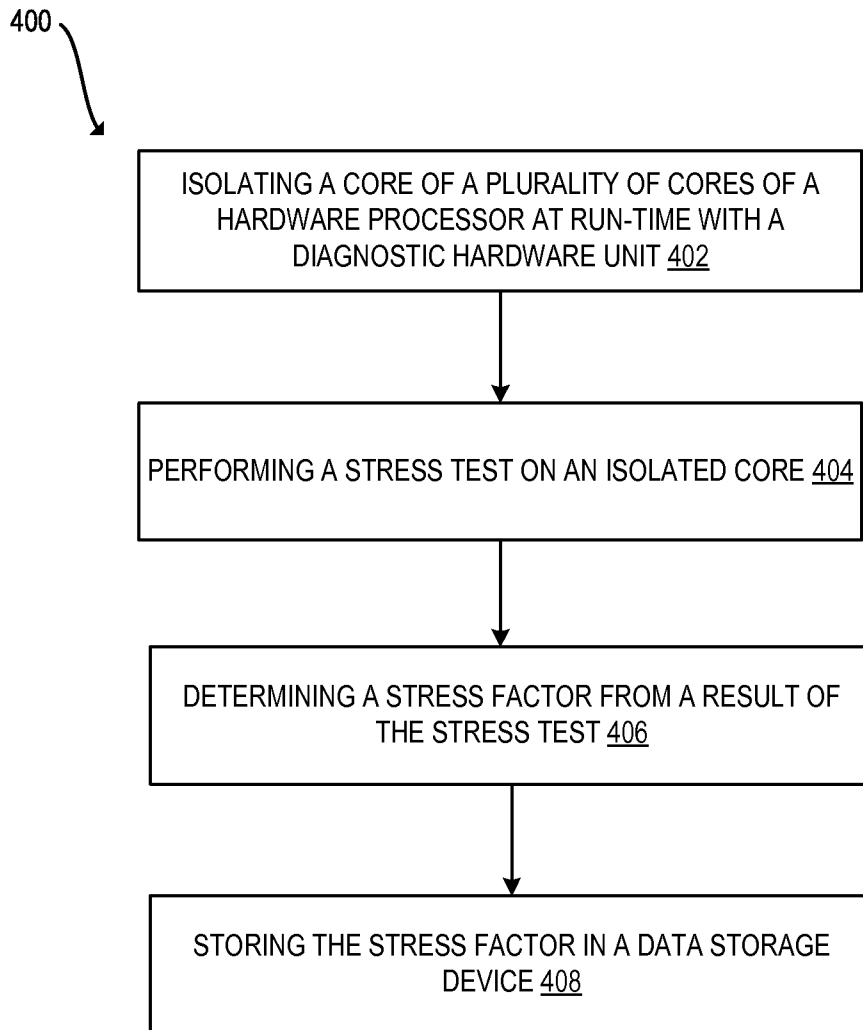 400
ISOLATING A CORE OF A PLURALITY OF CORES OF A
HARDWARE PROCESSOR AT RUN-TIME WITH A
DIAGNOSTIC HARDWARE UNIT 402
PERFORMING A STRESS TEST ON AN ISOLATED CORE 404
DETERMINING A STRESS FACTOR FROM A RESULT OF
THE STRESS TEST 406
STORING THE STRESS FACTOR IN A DATA STORAGE
DEVICE 408